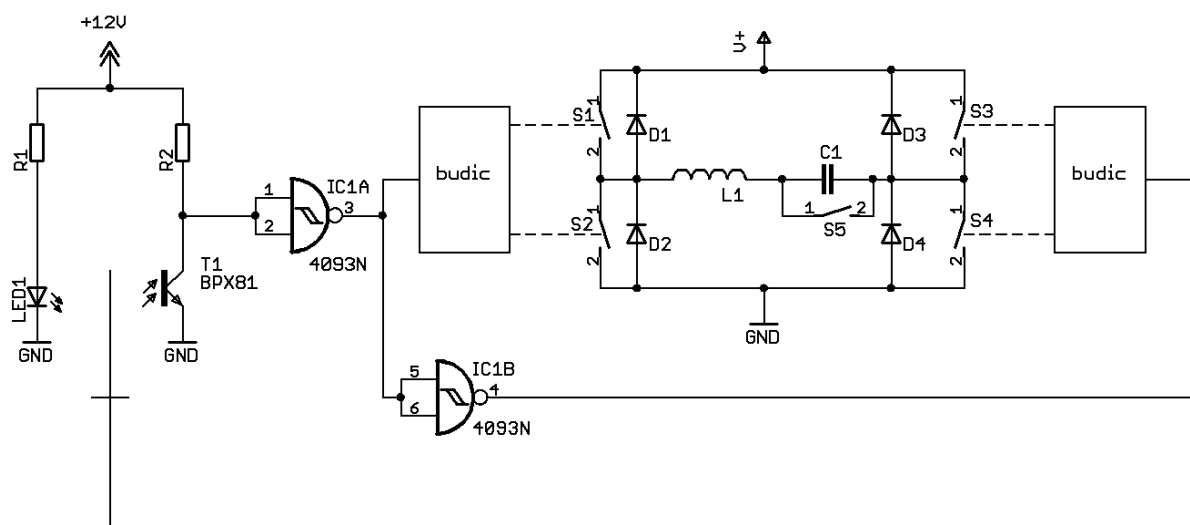 +12V
V+
R1
R2
S1
1
2
D1
D3
1
2
S3
budic
budic
C1
L1
1
2
S5
1
2
IC1A
3
4093N
S2
1
2
D2
D4
1
2
S4
T1
BPX81
LED1
GND
GND
GND
5
6
IC1B
4
4093N